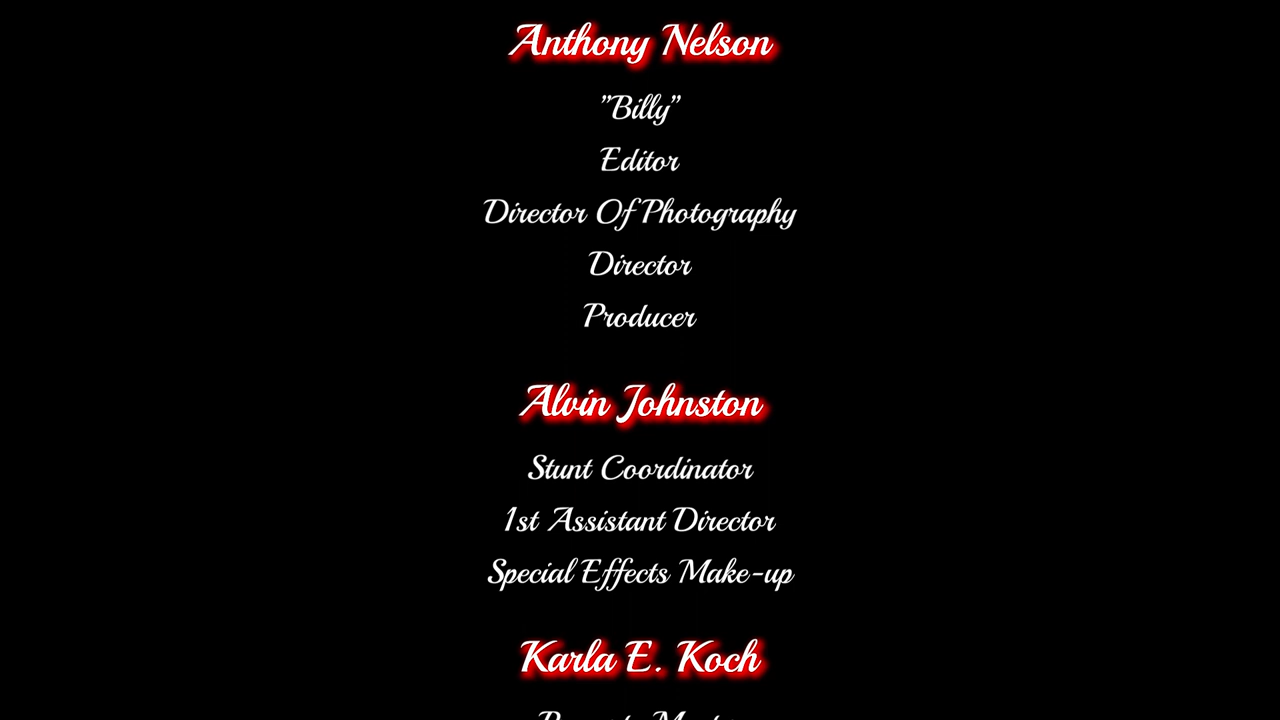 Anthony Nelson
"Billy"
Editor
Director Of Photography
Director
Producer
Alvin Johnston
Stunt Coordinator
1st Assistant Director
Special Effects Make-up
Karla E. Koch